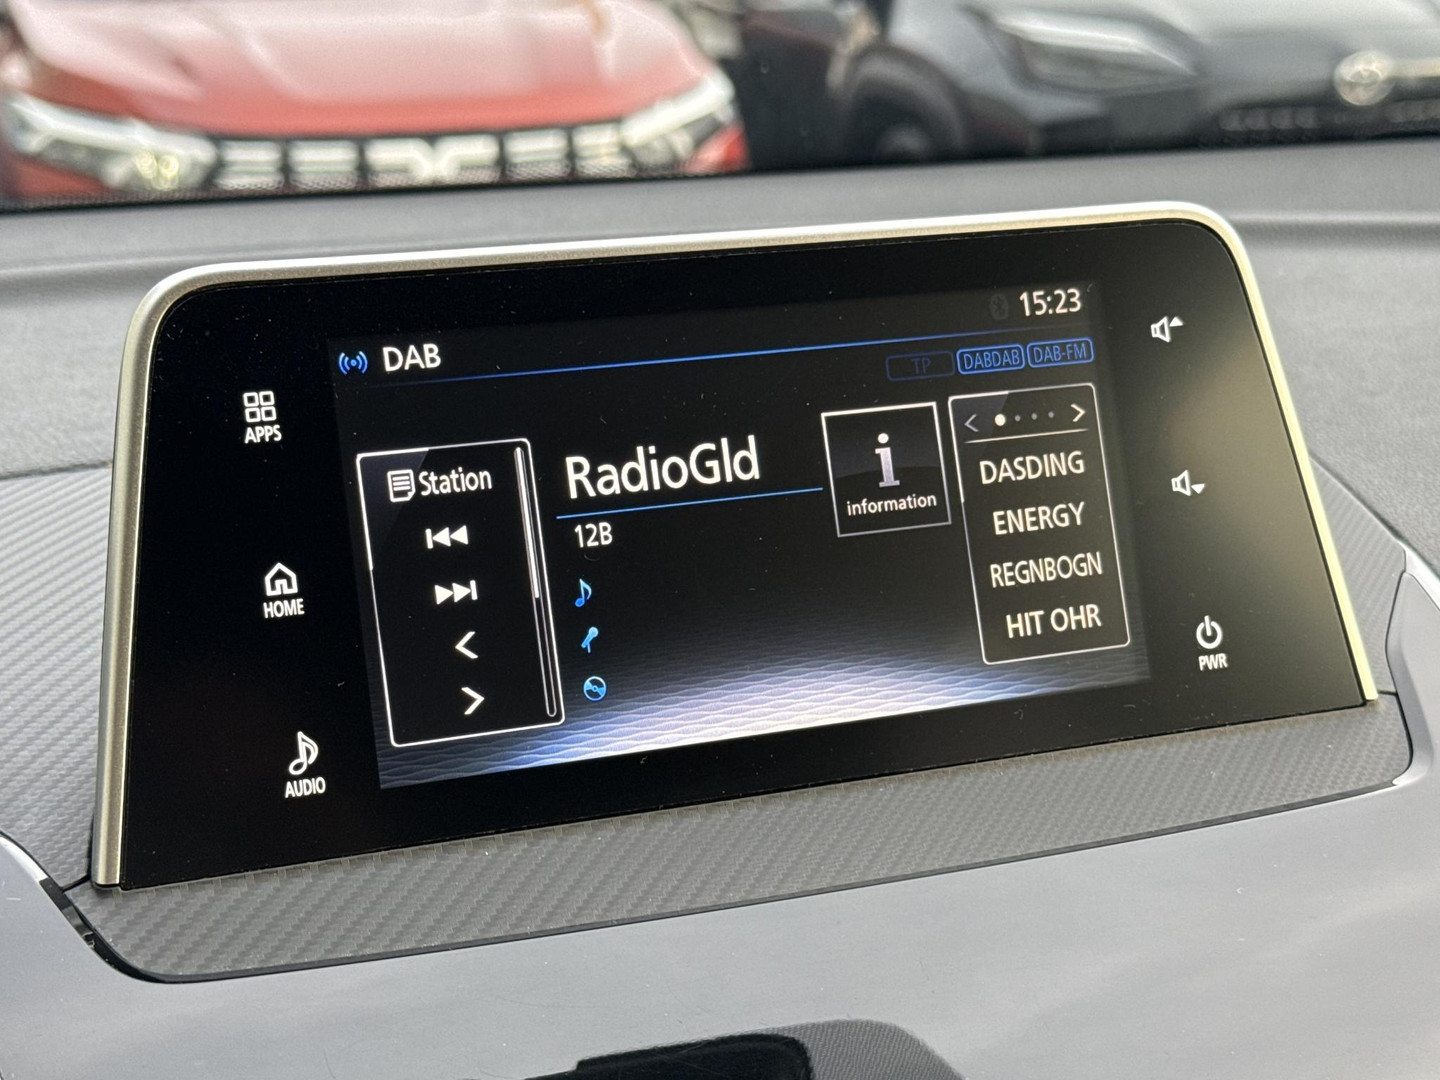 15:23
DAB
TP DABDAB DAB-FM
APPS
Station
RadioGld
12B
information
DASDING
ENERGY
REGNBOGN
HIT OHR
HOME
AUDIO
PWR